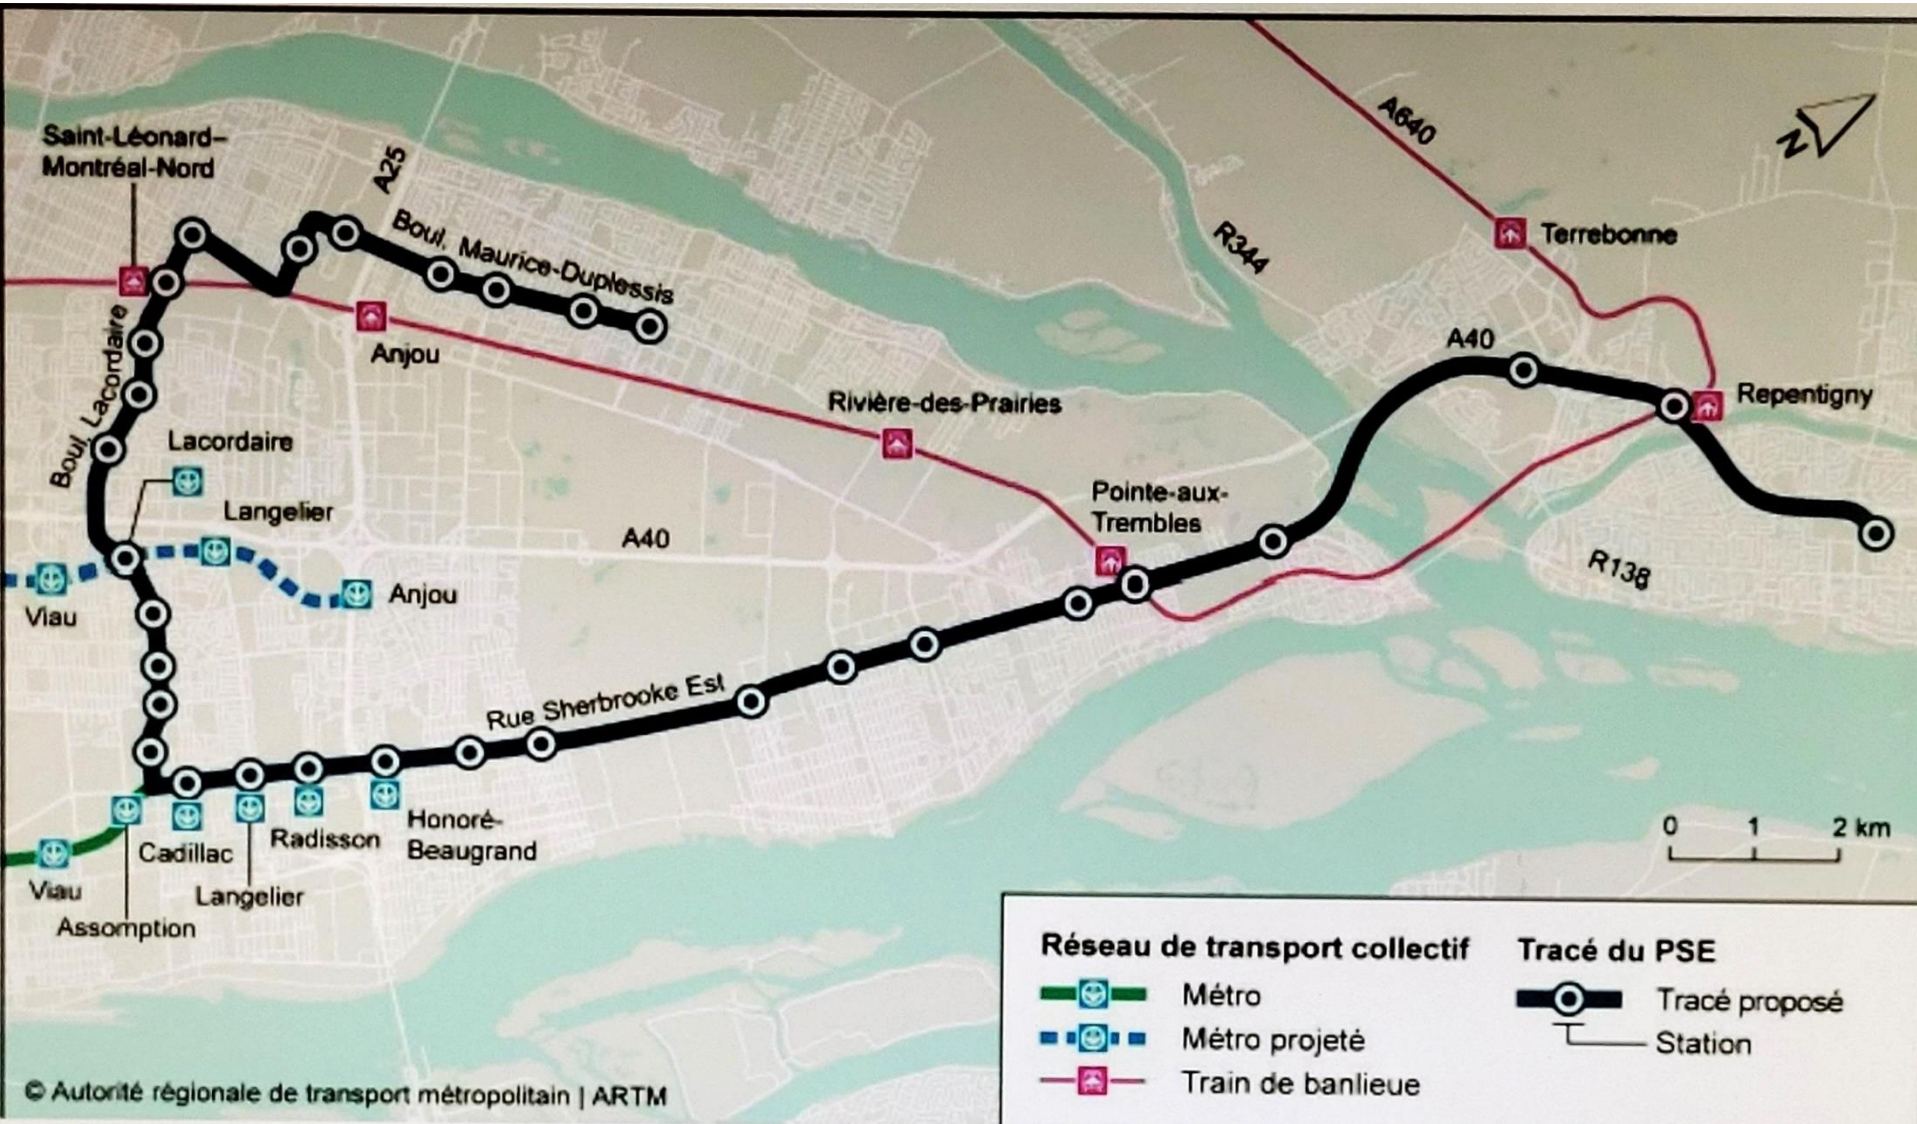 Saint-Léonard–
Montréal-Nord
A25
A640
N
Boul. Maurice-Duplessis
R344
Terrebonne
Boul. Lacordaire
Anjou
A40
Repentigny
Rivière-des-Prairies
Lacordaire
Langelier
Pointe-aux-
Trembles
A40
R138
Viau
Anjou
Rue Sherbrooke Est
Honoré-
Beaugrand
Radisson
Cadillac
Langelier
Viau
Assomption
0 1 2 km
Réseau de transport collectif
Métro
Métro projeté
Train de banlieue
Tracé du PSE
Tracé proposé
Station
© Autorité régionale de transport métropolitain | ARTM